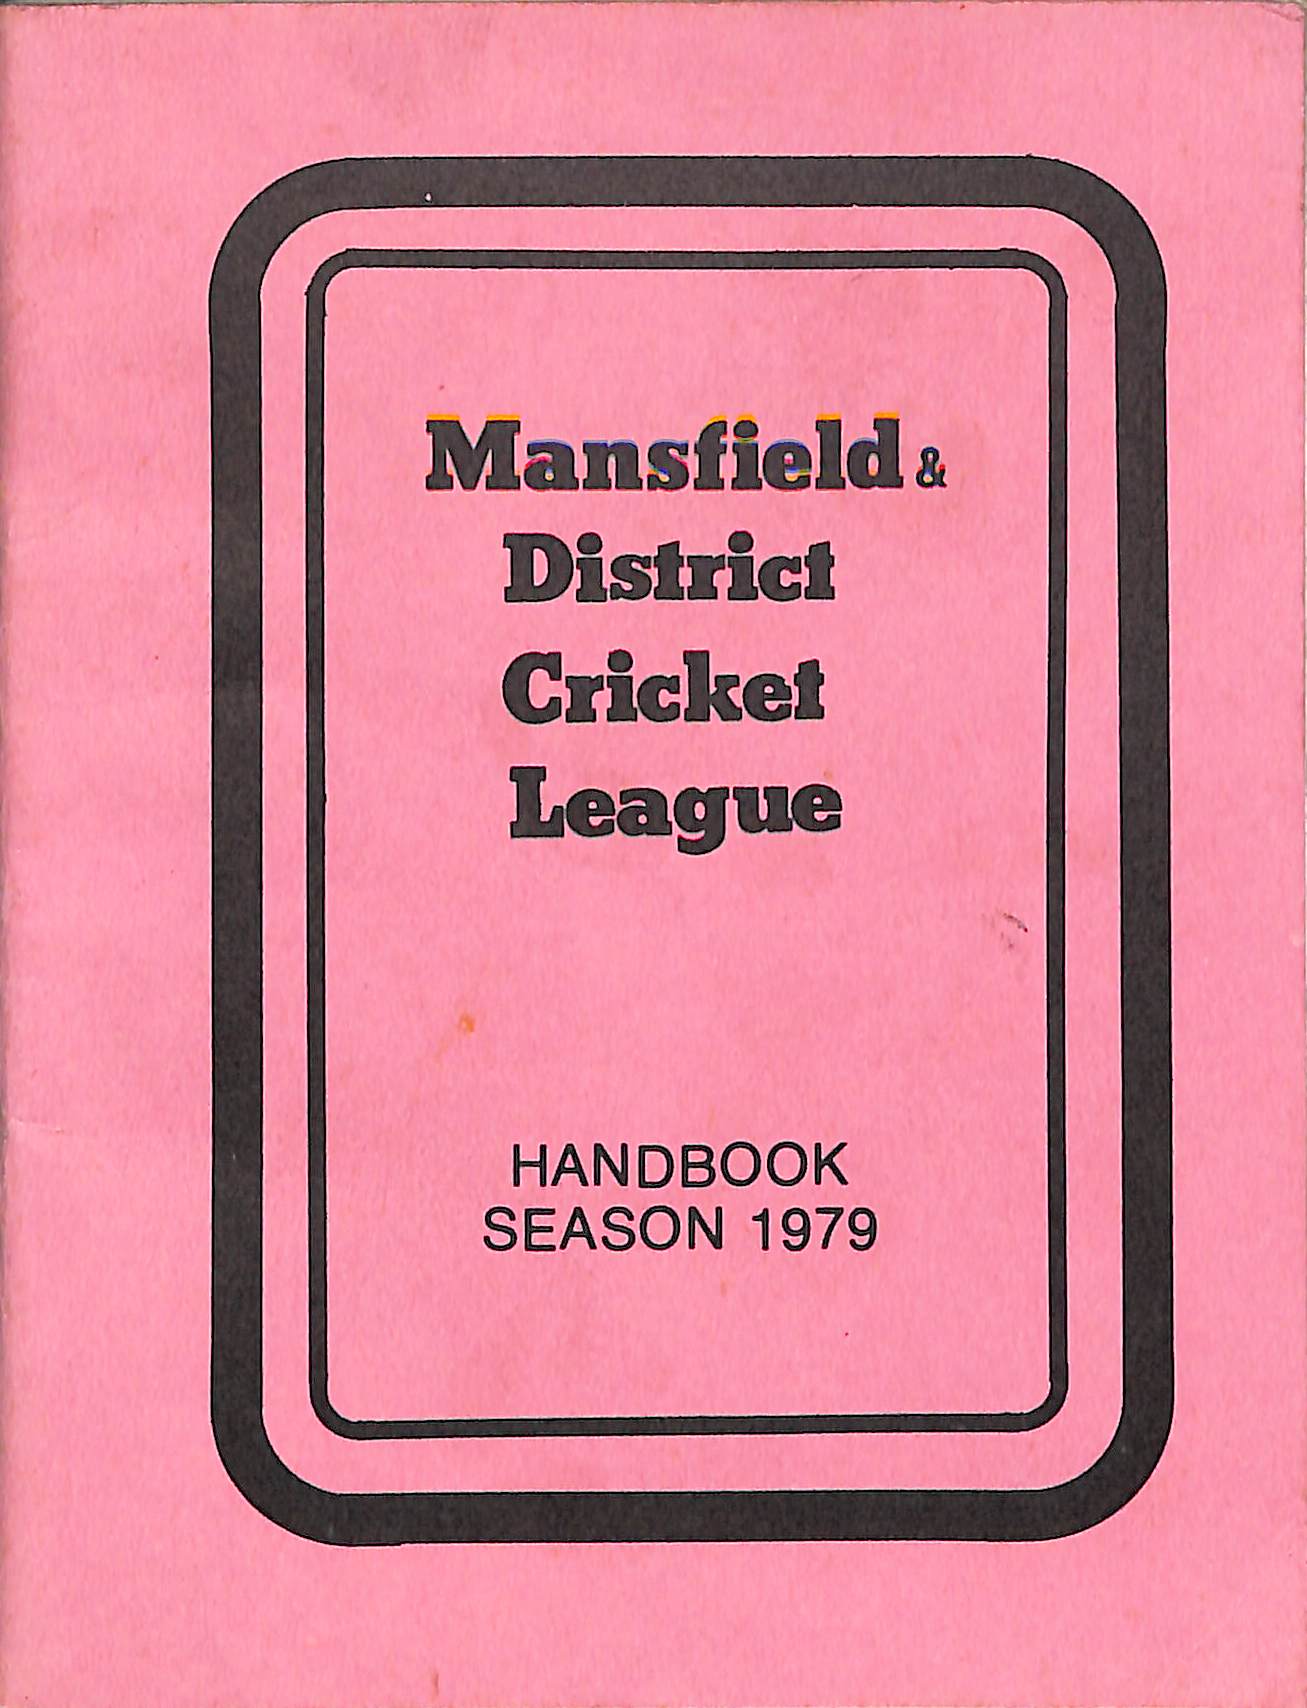 Mansfield &
District
Cricket
League
HANDBOOK
SEASON 1979